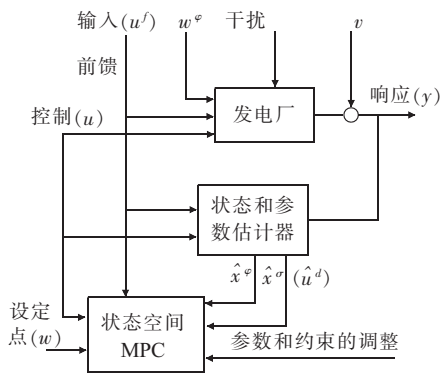 输入(u^f) w^φ 干扰 v
前馈
响应(y)
控制(u)
发电厂
状态和参
数估计器
x̂^φ x̂^σ (û^d)
设定
点(w)
状态空间
MPC
参数和约束的调整